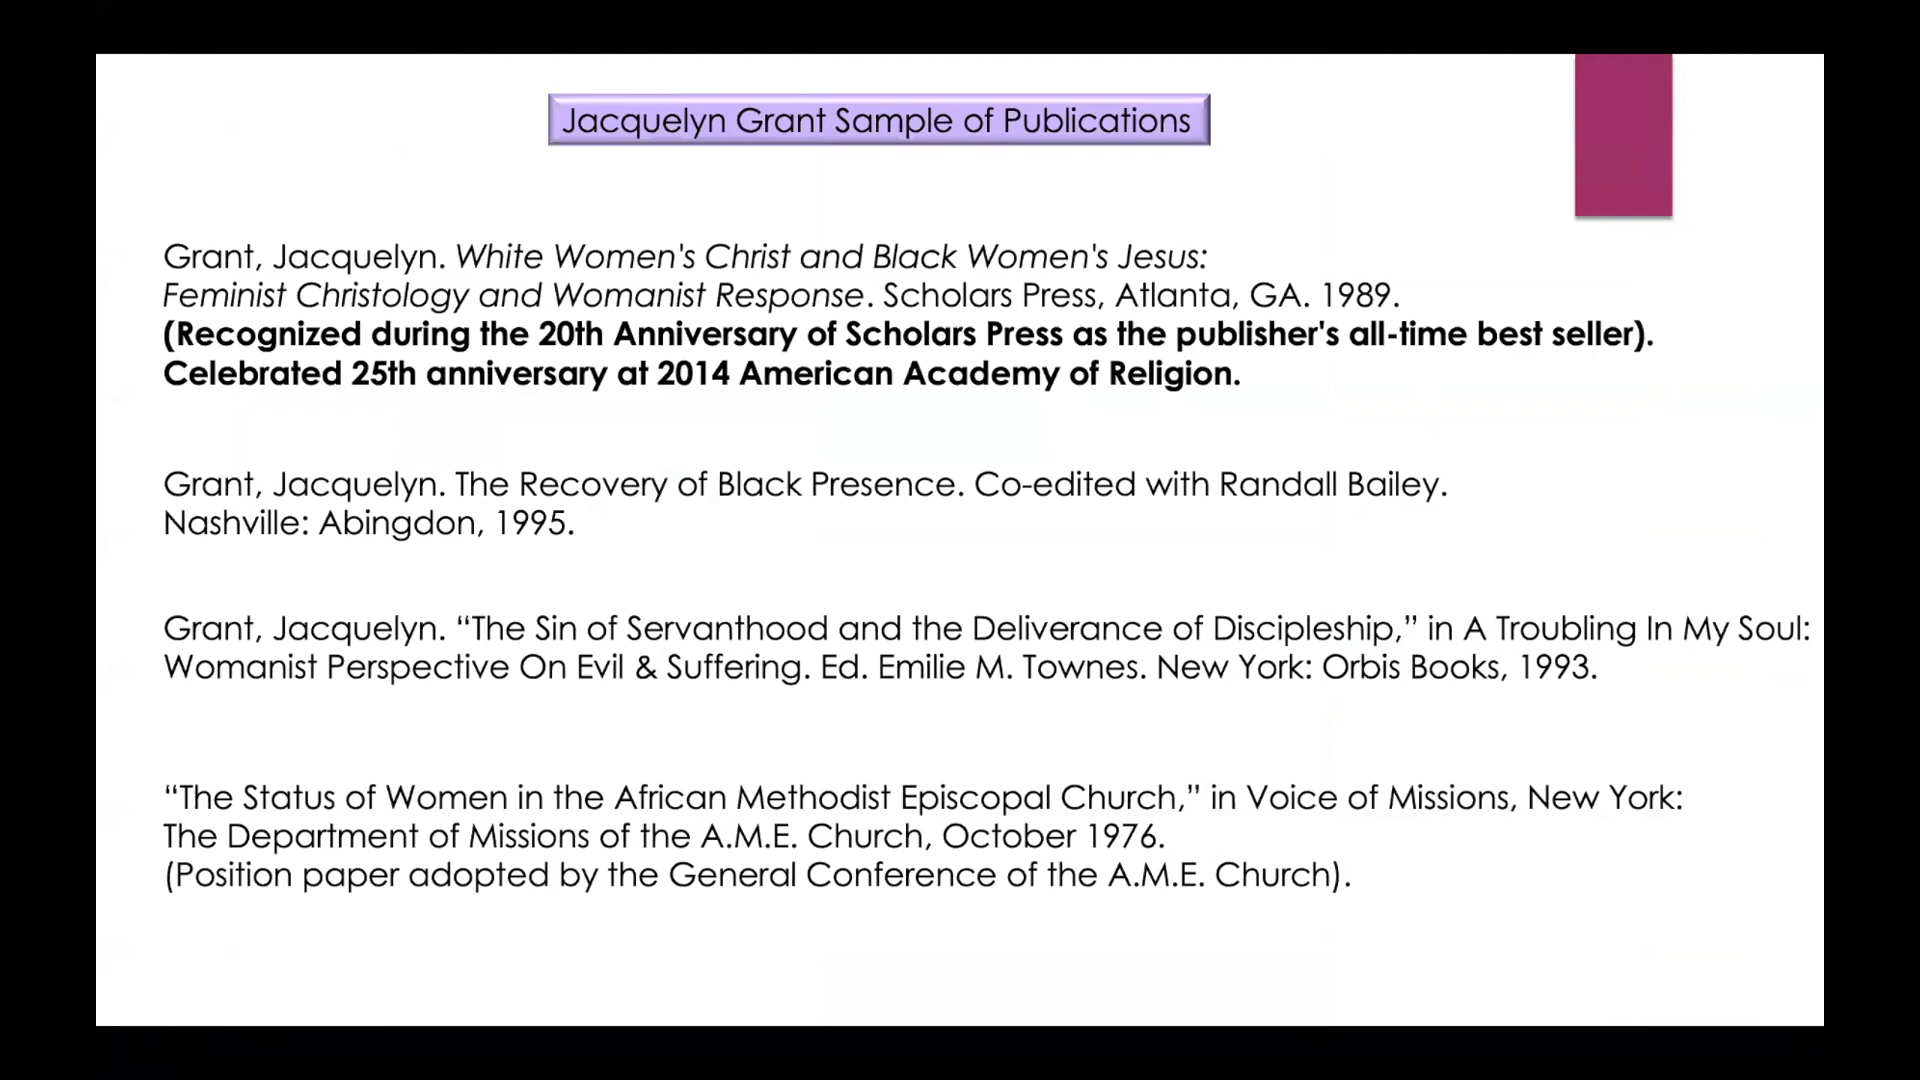 Jacquelyn Grant Sample of Publications
Grant, Jacquelyn. White Women's Christ and Black Women's Jesus:
Feminist Christology and Womanist Response. Scholars Press, Atlanta, GA. 1989.
(Recognized during the 20th Anniversary of Scholars Press as the publisher's all-time best seller).
Celebrated 25th anniversary at 2014 American Academy of Religion.
Grant, Jacquelyn. The Recovery of Black Presence. Co-edited with Randall Bailey.
Nashville: Abingdon, 1995.
Grant, Jacquelyn. “The Sin of Servanthood and the Deliverance of Discipleship,” in A Troubling In My Soul:
Womanist Perspective On Evil & Suffering. Ed. Emilie M. Townes. New York: Orbis Books, 1993.
“The Status of Women in the African Methodist Episcopal Church,” in Voice of Missions, New York:
The Department of Missions of the A.M.E. Church, October 1976.
(Position paper adopted by the General Conference of the A.M.E. Church).